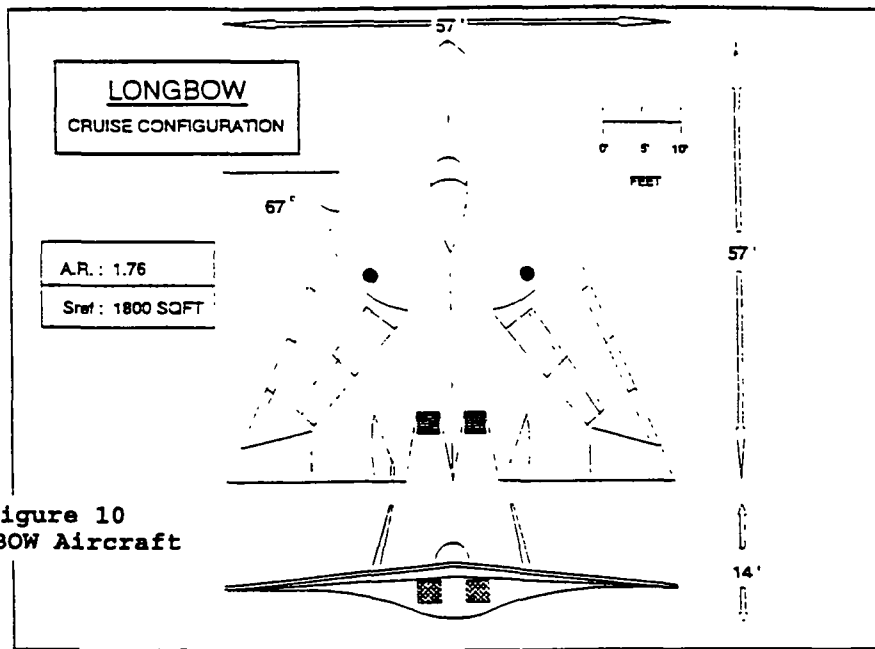 57'
LONGBOW
CRUISE CONFIGURATION
0' 5' 10'
FEET
67°
57'
A.R.: 1.76
Sref: 1800 SQFT
igure 10
BOW Aircraft
14'